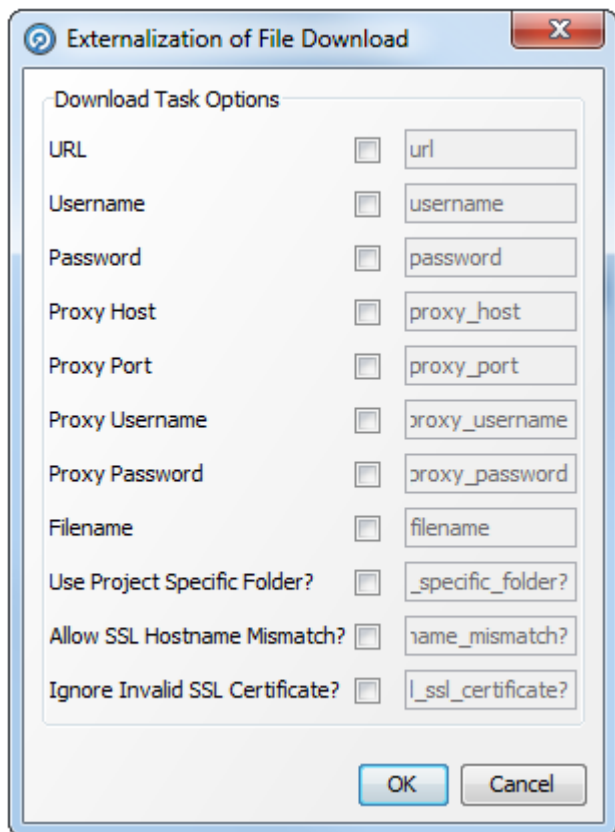 Externalization of File Download
Download Task Options
URL url
Username username
Password password
Proxy Host proxy_host
Proxy Port proxy_port
Proxy Username proxy_username
Proxy Password proxy_password
Filename filename
Use Project Specific Folder? _specific_folder?
Allow SSL Hostname Mismatch? name_mismatch?
Ignore Invalid SSL Certificate? l_ssl_certificate?
OK Cancel